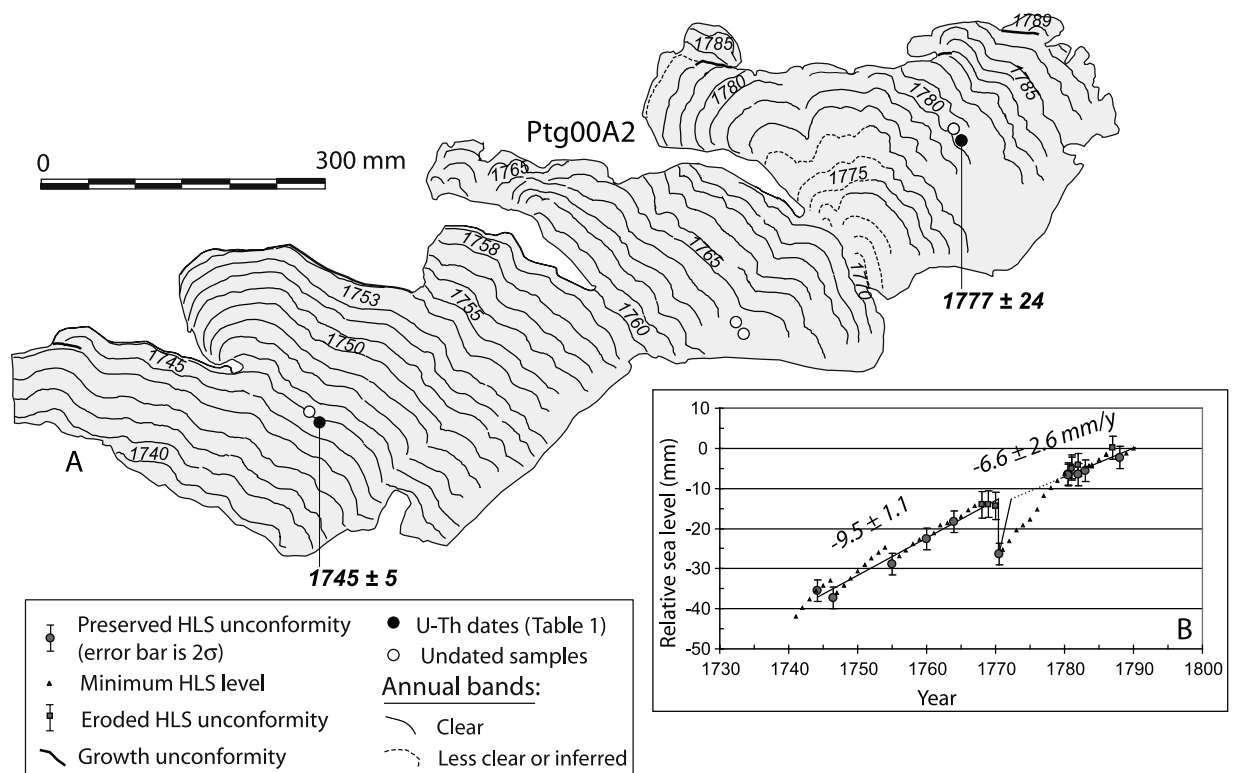 1789
1785
1780
1785
1780
Ptg00A2
0
300 mm
1765
1775
1777 ± 24
1758
1765
1770
1753
1755
1760
1750
1745
A
1740
1745 ± 5
Preserved HLS unconformity
(error bar is 2σ)
Minimum HLS level
Eroded HLS unconformity
Growth unconformity
U-Th dates (Table 1)
Undated samples
Annual bands:
Clear
Less clear or inferred
Relative sea level (mm)
10
0
-10
-20
-30
-40
-50
-9.5 ± 1.1
-6.6 ± 2.6 mm/y
B
1730 1740 1750 1760 1770 1780 1790 1800
Year